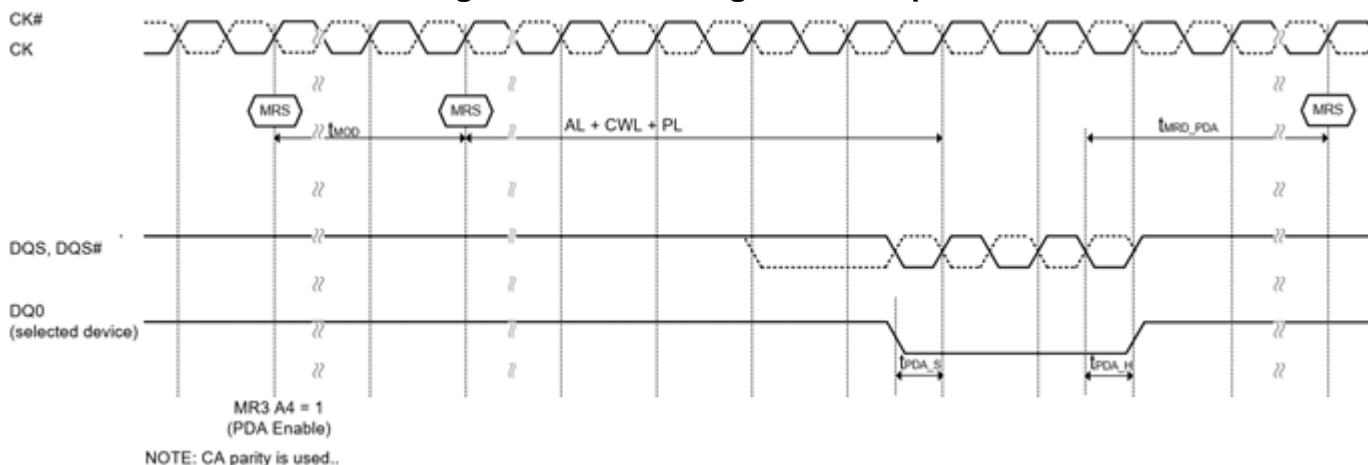 CK#
CK
MRS
MRS
MRS
tMOD
AL + CWL + PL
tMRD_PDA
DQS, DQS#
DQ0
(selected device)
tPDA_S
tPDA_H
MR3 A4 = 1
(PDA Enable)
NOTE: CA parity is used..